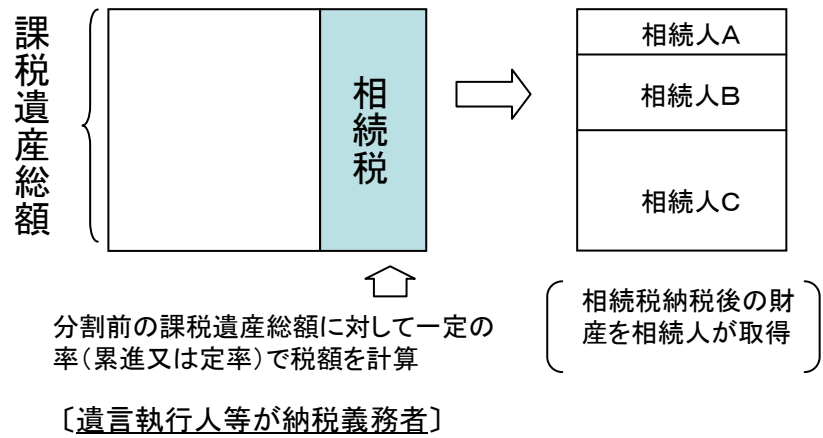 課税遺産総額
相続税
相続人A
相続人B
相続人C
分割前の課税遺産総額に対して一定の
率(累進又は定率)で税額を計算
相続税納税後の財
産を相続人が取得
〔遺言執行人等が納税義務者〕